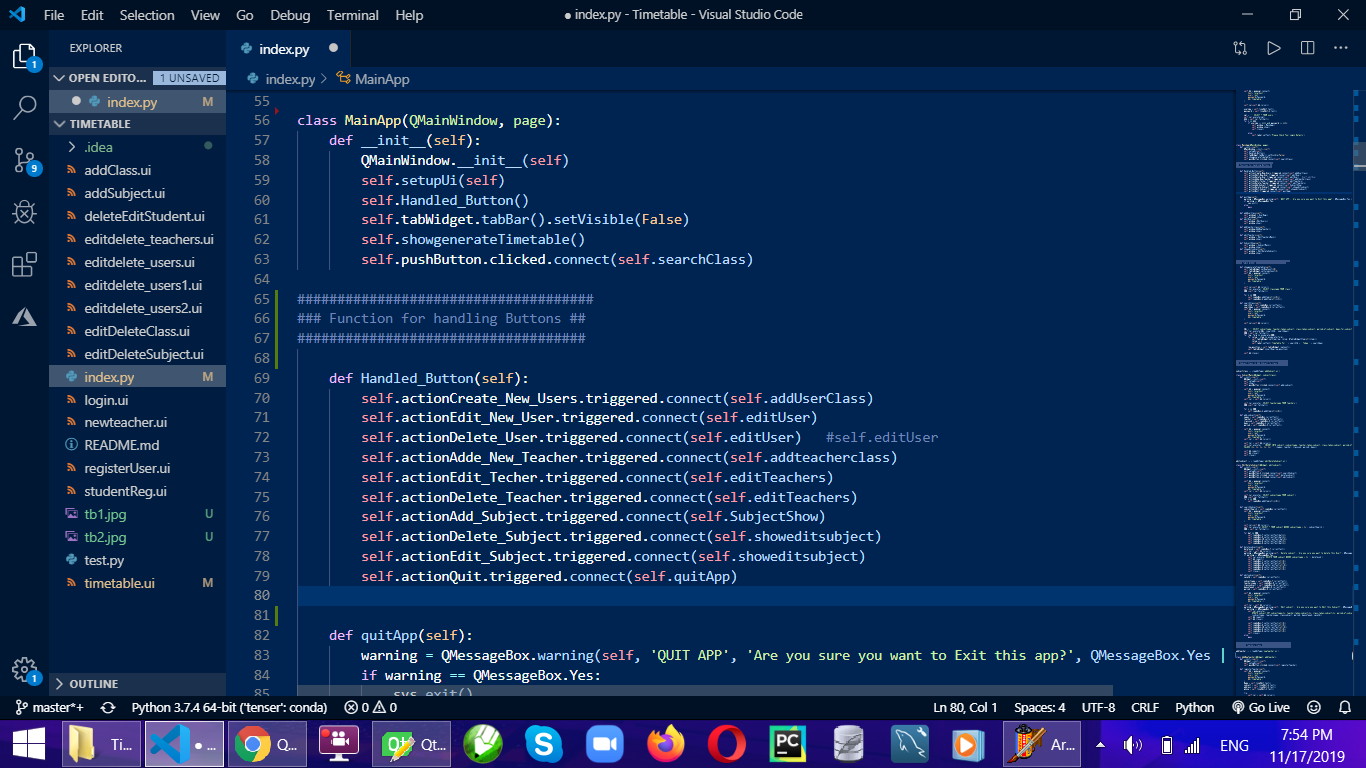 File Edit Selection View Go Debug Terminal Help
● index.py - Timetable - Visual Studio Code
EXPLORER
index.py ●
OPEN EDITO... 1 UNSAVED
index.py > MainApp
● index.py M
TIMETABLE
.idea
addClass.ui
addSubject.ui
deleteEditStudent.ui
editdelete_teachers.ui
editdelete_users.ui
editdelete_users1.ui
editdelete_users2.ui
editDeleteClass.ui
editDeleteSubject.ui
index.py M
login.ui
newteacher.ui
README.md
registerUser.ui
studentReg.ui
tb1.jpg U
tb2.jpg U
test.py
timetable.ui M
OUTLINE
1
9
1
55
56 class MainApp(QMainWindow, page):
57 def __init__(self):
58 QMainWindow.__init__(self)
59 self.setupUi(self)
60 self.Handled_Button()
61 self.tabWidget.tabBar().setVisible(False)
62 self.showgenerateTimetable()
63 self.pushButton.clicked.connect(self.searchClass)
64
65 #####################################
66 ### Function for handling Buttons ##
67 ####################################
68
69 def Handled_Button(self):
70 self.actionCreate_New_Users.triggered.connect(self.addUserClass)
71 self.actionEdit_New_User.triggered.connect(self.editUser)
72 self.actionDelete_User.triggered.connect(self.editUser) #self.editUser
73 self.actionAdde_New_Teacher.triggered.connect(self.addteacherclass)
74 self.actionEdit_Techer.triggered.connect(self.editTeachers)
75 self.actionDelete_Teacher.triggered.connect(self.editTeachers)
76 self.actionAdd_Subject.triggered.connect(self.SubjectShow)
77 self.actionDelete_Subject.triggered.connect(self.showeditsubject)
78 self.actionEdit_Subject.triggered.connect(self.showeditsubject)
79 self.actionQuit.triggered.connect(self.quitApp)
80
81
82 def quitApp(self):
83 warning = QMessageBox.warning(self, 'QUIT APP', 'Are you sure you want to Exit this app?', QMessageBox.Yes |
84 if warning == QMessageBox.Yes:
85 sys.exit()
master*+ Python 3.7.4 64-bit ('tenser': conda) 0 0 Ln 80, Col 1 Spaces: 4 UTF-8 CRLF Python Go Live
Ti... ● ... Q... Qt Qt... S PC Ar... ENG
7:54 PM
11/17/2019